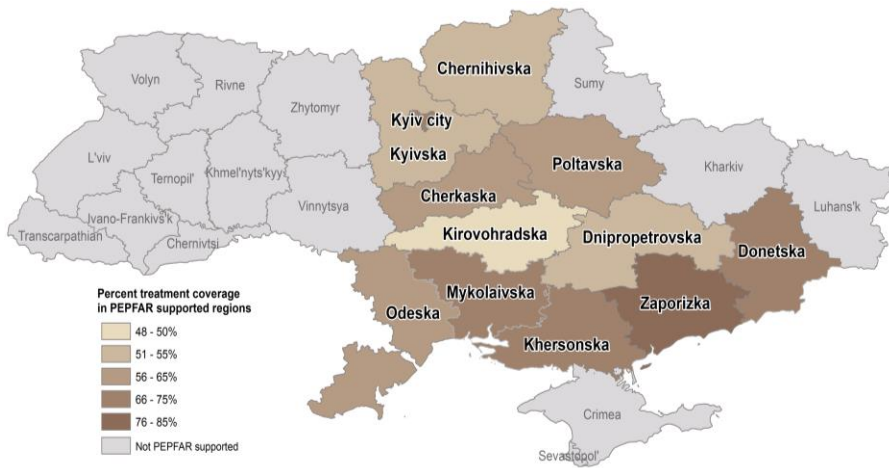 Volyn
Rivne
Zhytomyr
Chernihivska
Sumy
Kyiv city
Kyivska
L'viv
Ternopil'
Khmel'nyts'kyy
Vinnytsya
Cherkaska
Poltavska
Kharkiv
Luhans'k
Ivano-Frankivs'k
Transcarpathian
Chernivtsi
Kirovohradska
Dnipropetrovska
Donetska
Mykolaivska
Odeska
Zaporizka
Khersonska
Crimea
Sevastopol'
Percent treatment coverage
in PEPFAR supported regions
48 - 50%
51 - 55%
56 - 65%
66 - 75%
76 - 85%
Not PEPFAR supported